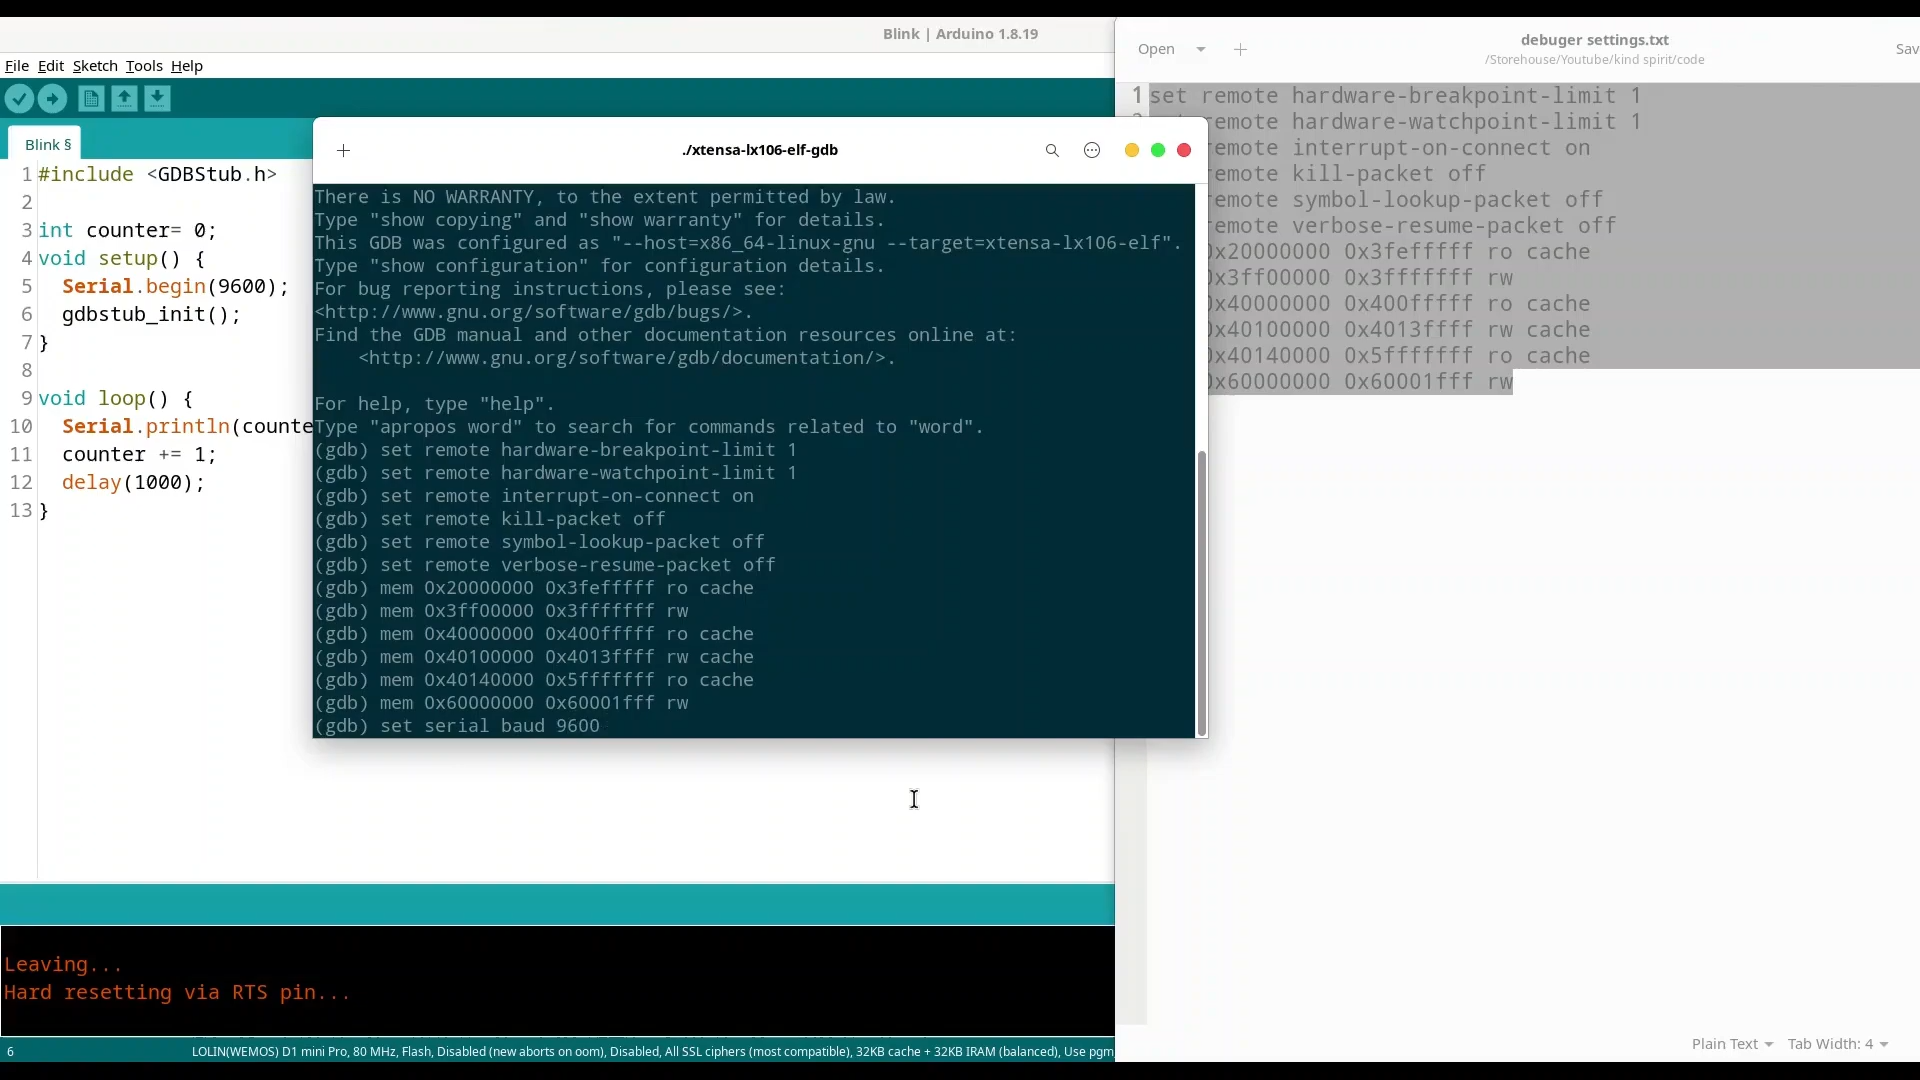 Blink | Arduino 1.8.19
File Edit Sketch Tools Help
Blink §
1 #include <GDBStub.h>
2
3 int counter= 0;
4 void setup() {
5 Serial.begin(9600);
6 gdbstub_init();
7 }
8
9 void loop() {
10 Serial.println(counte
11 counter += 1;
12 delay(1000);
13 }
./xtensa-lx106-elf-gdb
There is NO WARRANTY, to the extent permitted by law.
Type "show copying" and "show warranty" for details.
This GDB was configured as "--host=x86_64-linux-gnu --target=xtensa-lx106-elf".
Type "show configuration" for configuration details.
For bug reporting instructions, please see:
<http://www.gnu.org/software/gdb/bugs/>.
Find the GDB manual and other documentation resources online at:
<http://www.gnu.org/software/gdb/documentation/>.
For help, type "help".
Type "apropos word" to search for commands related to "word".
(gdb) set remote hardware-breakpoint-limit 1
(gdb) set remote hardware-watchpoint-limit 1
(gdb) set remote interrupt-on-connect on
(gdb) set remote kill-packet off
(gdb) set remote symbol-lookup-packet off
(gdb) set remote verbose-resume-packet off
(gdb) mem 0x20000000 0x3fefffff ro cache
(gdb) mem 0x3ff00000 0x3fffffff rw
(gdb) mem 0x40000000 0x400fffff ro cache
(gdb) mem 0x40100000 0x4013ffff rw cache
(gdb) mem 0x40140000 0x5fffffff ro cache
(gdb) mem 0x60000000 0x60001fff rw
(gdb) set serial baud 9600
Leaving...
Hard resetting via RTS pin...
6 LOLIN(WEMOS) D1 mini Pro, 80 MHz, Flash, Disabled (new aborts on oom), Disabled, All SSL ciphers (most compatible), 32KB cache + 32KB IRAM (balanced), Use pgm
Open
debuger settings.txt
/Storehouse/Youtube/kind spirit/code
Sav
1 set remote hardware-breakpoint-limit 1
remote hardware-watchpoint-limit 1
remote interrupt-on-connect on
remote kill-packet off
remote symbol-lookup-packet off
remote verbose-resume-packet off
0x20000000 0x3fefffff ro cache
0x3ff00000 0x3fffffff rw
0x40000000 0x400fffff ro cache
0x40100000 0x4013ffff rw cache
0x40140000 0x5fffffff ro cache
0x60000000 0x60001fff rw
Plain Text
Tab Width: 4